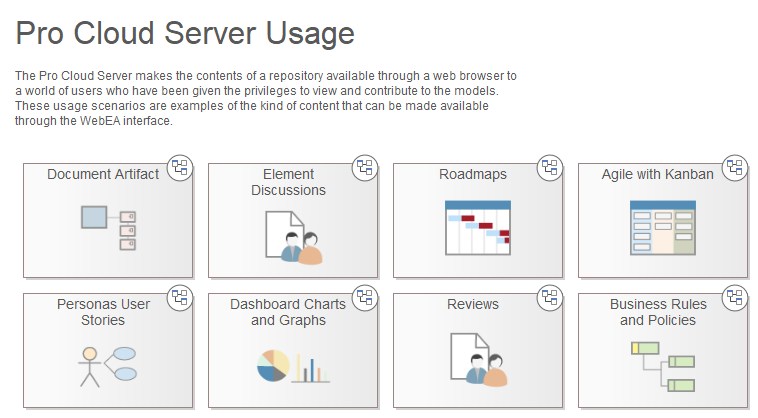 Pro Cloud Server Usage
The Pro Cloud Server makes the contents of a repository available through a web browser to
a world of users who have been given the privileges to view and contribute to the models.
These usage scenarios are examples of the kind of content that can be made available
through the WebEA interface.
Document Artifact
Element
Discussions
Roadmaps
Agile with Kanban
Personas User
Stories
Dashboard Charts
and Graphs
Reviews
Business Rules
and Policies